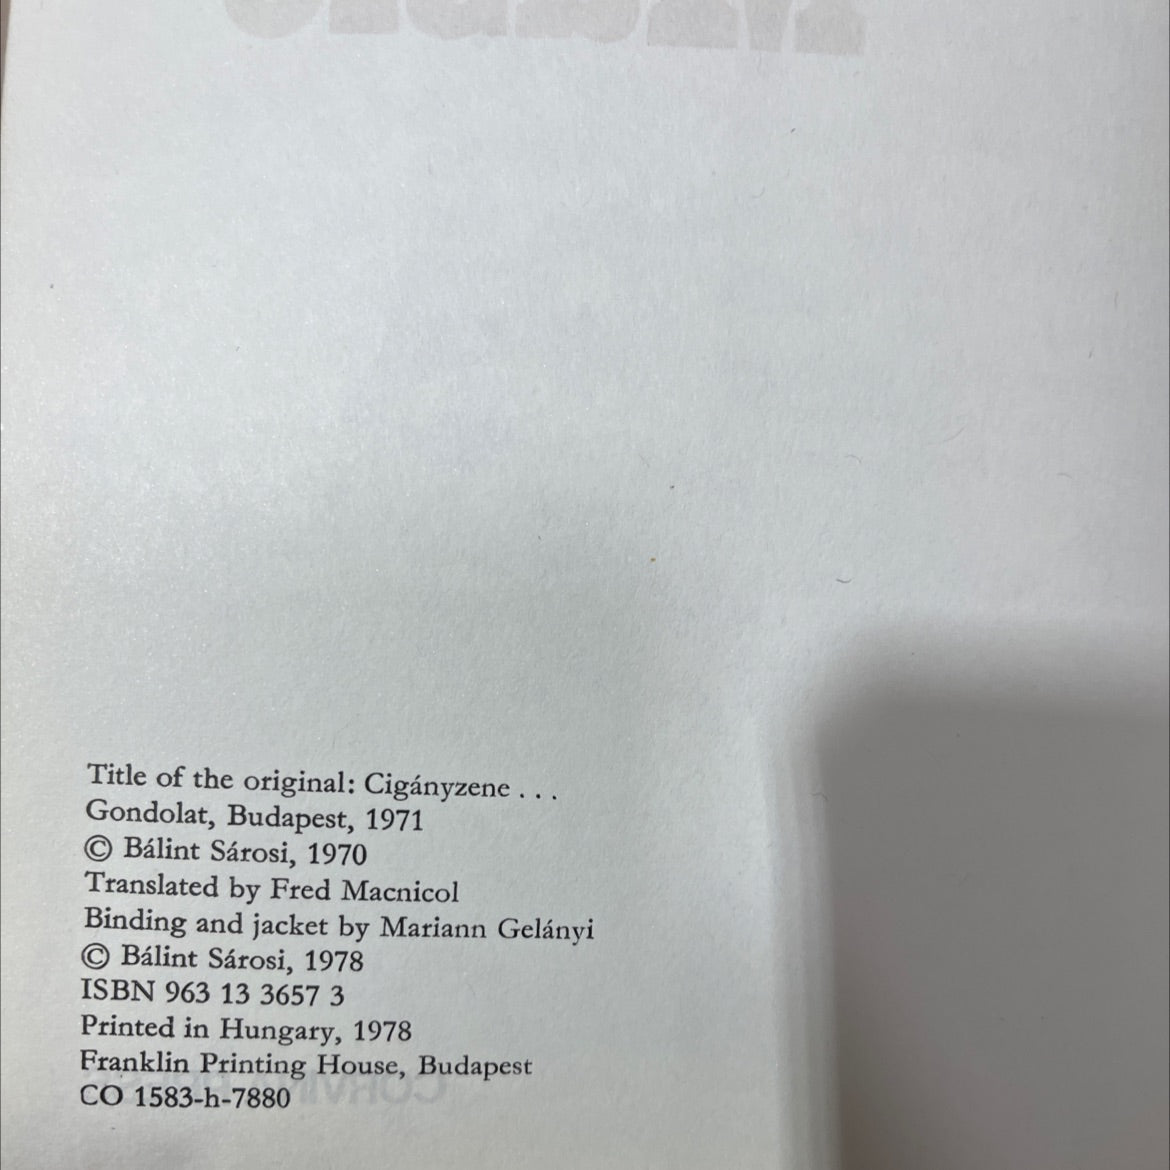 Title of the original: Cigányzene . . .
Gondolat, Budapest, 1971
© Bálint Sárosi, 1970
Translated by Fred Macnicol
Binding and jacket by Mariann Gelányi
© Bálint Sárosi, 1978
ISBN 963 13 3657 3
Printed in Hungary, 1978
Franklin Printing House, Budapest
CO 1583-h-7880